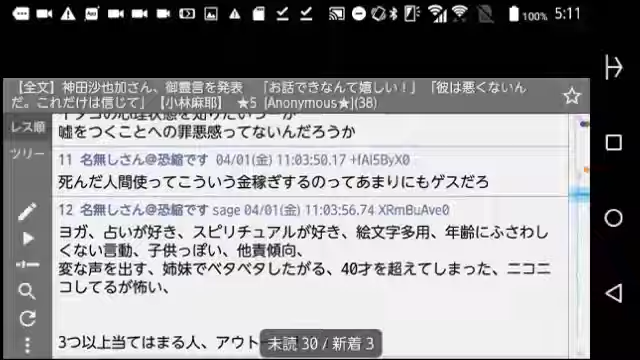 100% 5:11
【全文】神田沙也加さん、御霊言を発表 「お話できなんて嬉しい！」「彼は悪くないん
だ。これだけは信じて」【小林麻耶】 ★5 [Anonymous★](38)
レス順
ツリー
嘘をつくことへの罪悪感ってないんだろうか
11 名無しさん@恐縮です 04/01(金) 11:03:50.17 +fAi5ByX0
死んだ人間使ってこういう金稼ぎするのってあまりにもゲスだろ
12 名無しさん@恐縮です sage 04/01(金) 11:03:56.74 XRmBuAve0
ヨガ、占いが好き、スピリチュアルが好き、絵文字多用、年齢にふさわし
くない言動、子供っぽい、他責傾向、
変な声を出す、姉妹でベタベタしたがる、40才を超えてしまった、ニコニ
コしてるが怖い、
3つ以上当てはまる人、アウト
未読 30 / 新着 3